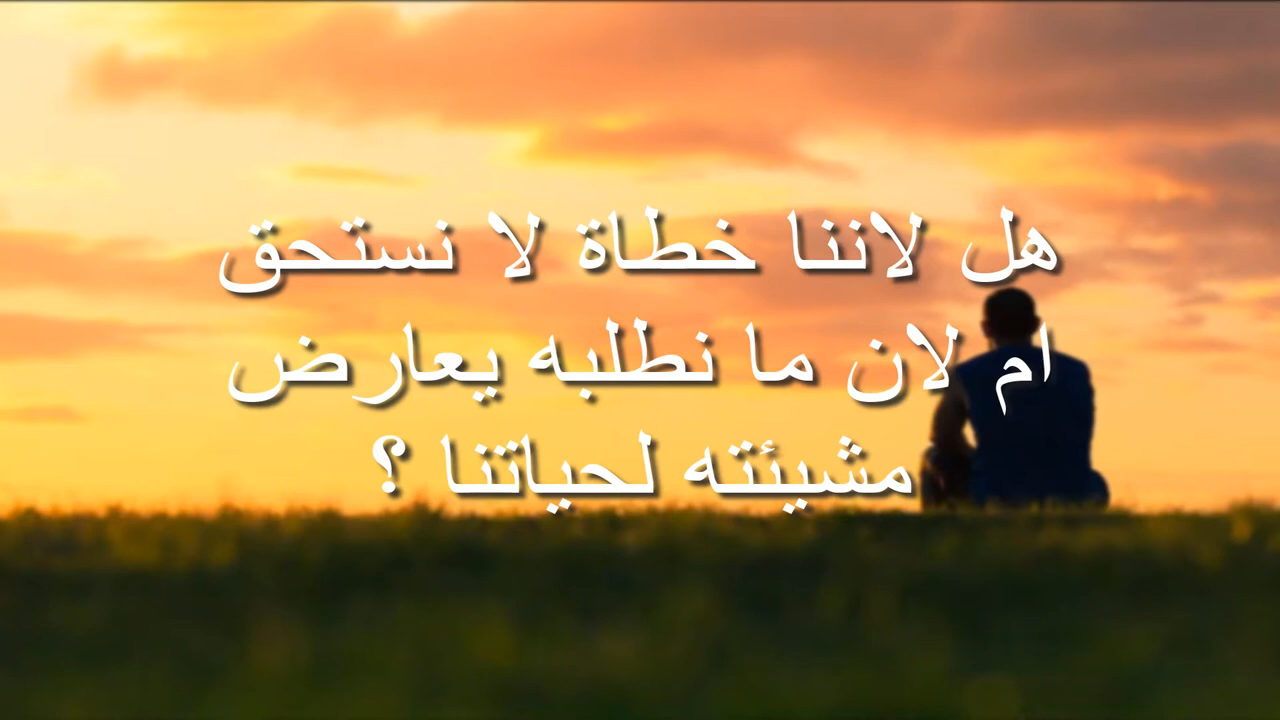 هل لاننا خطاة لا نستحق
ام لان ما نطلبه يعارض
مشيئته لحياتنا ؟